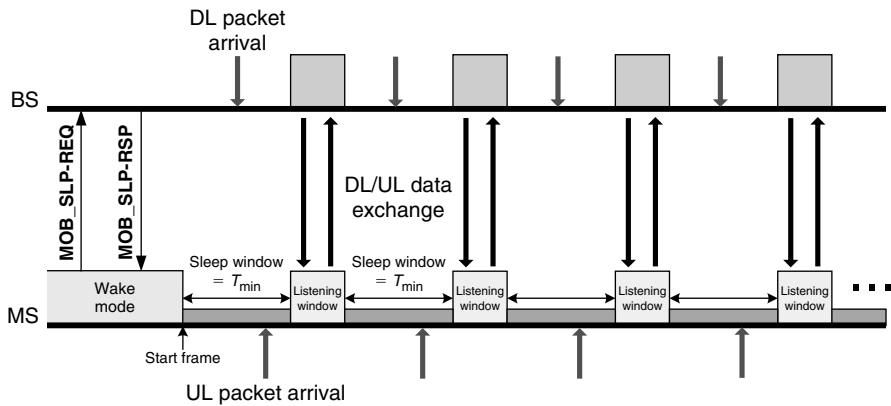 DL packet
arrival
BS
MOB_SLP-REQ
MOB_SLP-RSP
DL/UL data
exchange
Sleep window
= Tmin
Sleep window
= Tmin
Wake
mode
Listening
window
Listening
window
Listening
window
Listening
window
MS
Start frame
UL packet arrival